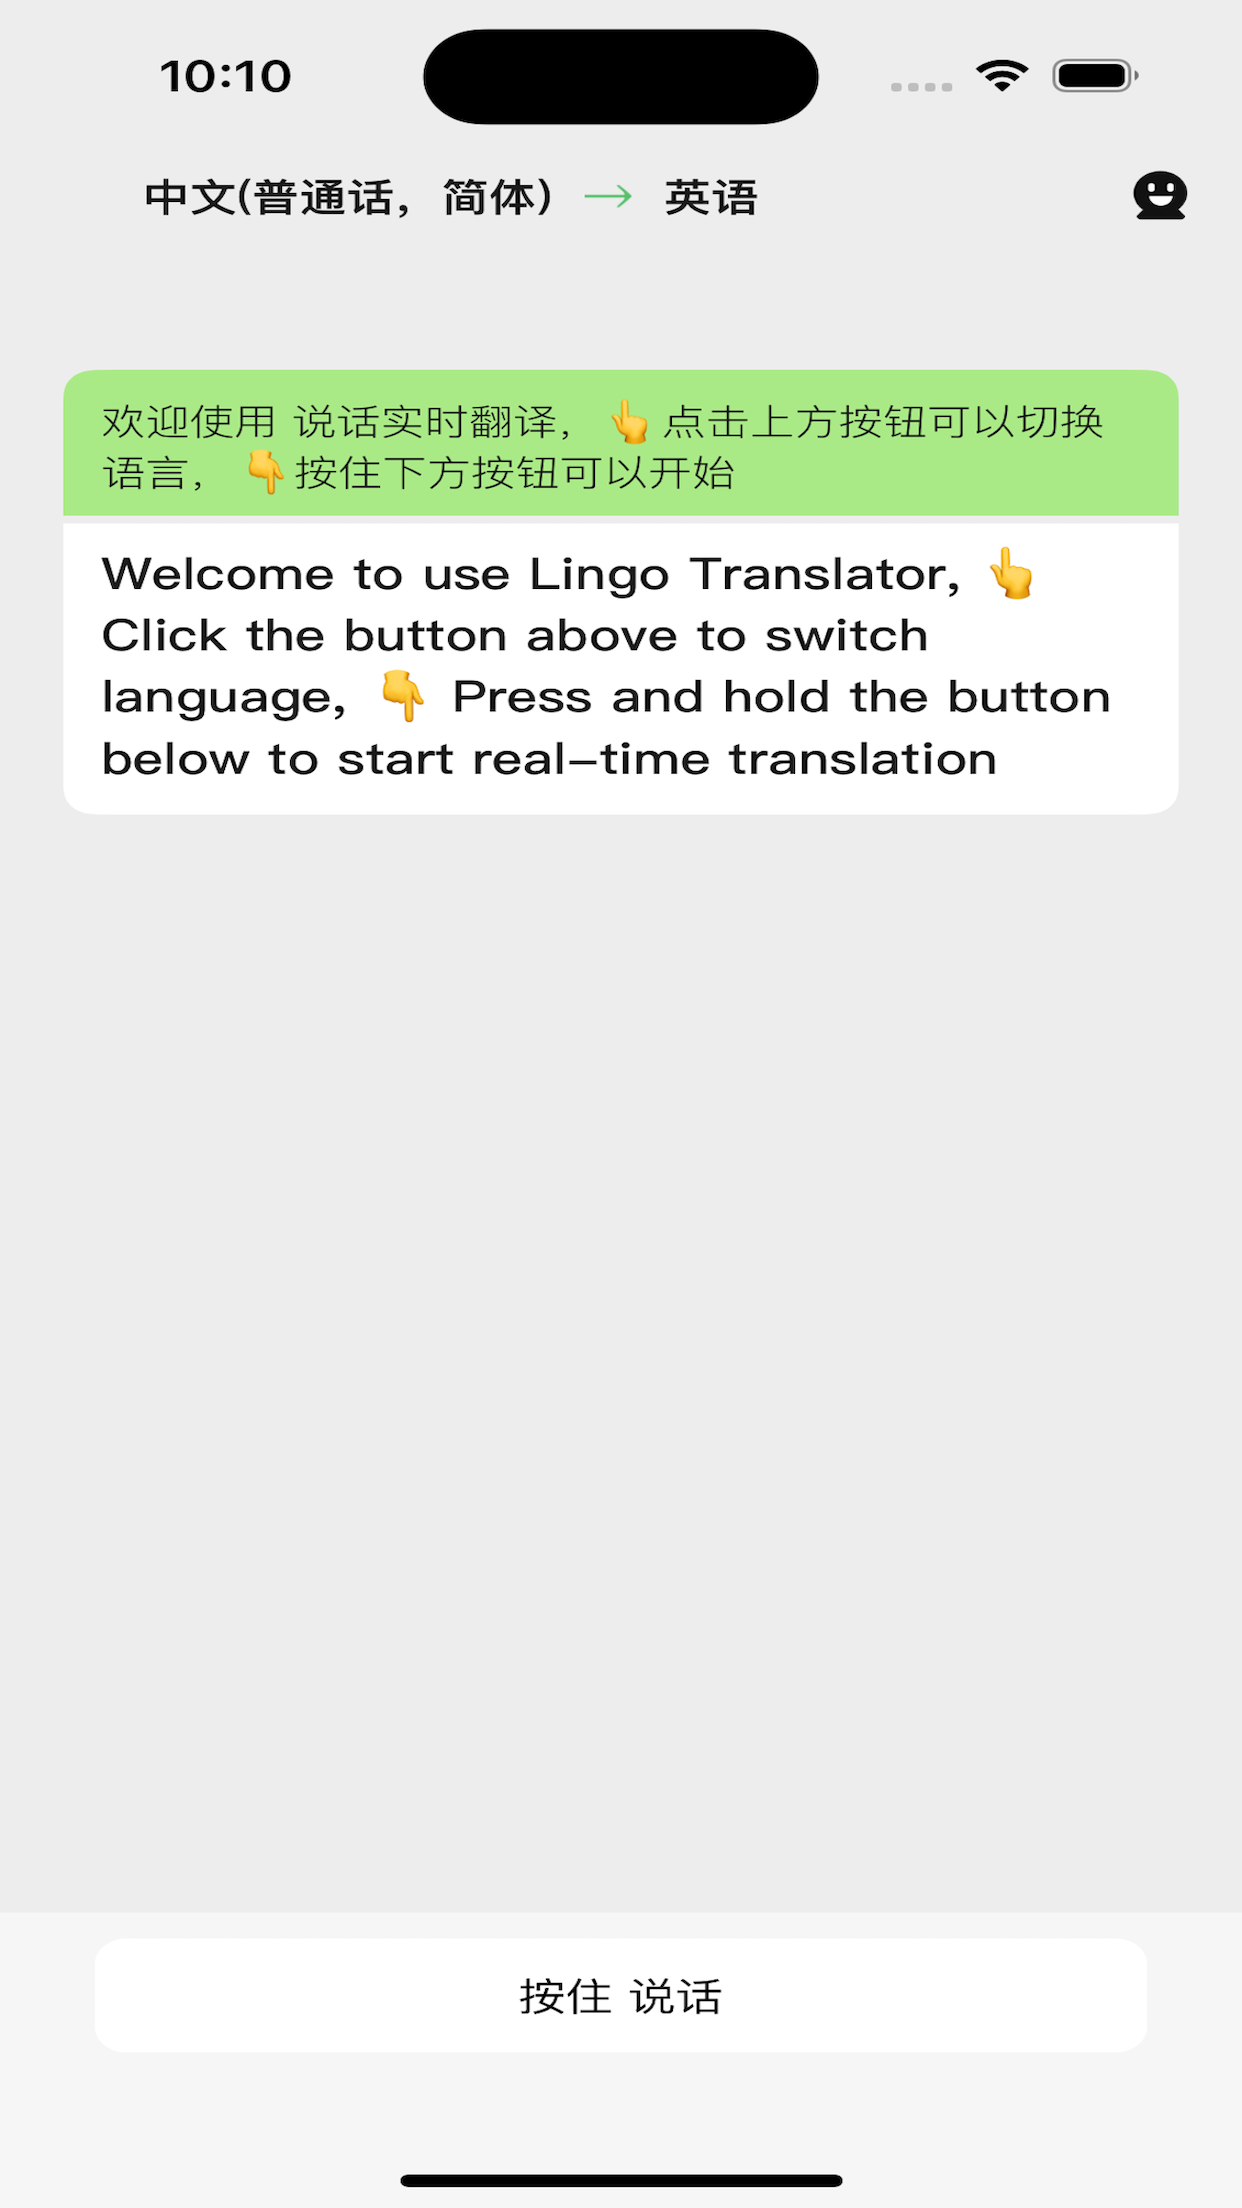 10:10
中文(普通话，简体) → 英语
欢迎使用 说话实时翻译，👆点击上方按钮可以切换
语言，👇按住下方按钮可以开始
Welcome to use Lingo Translator, 👆
Click the button above to switch
language, 👇 Press and hold the button
below to start real-time translation
按住 说话